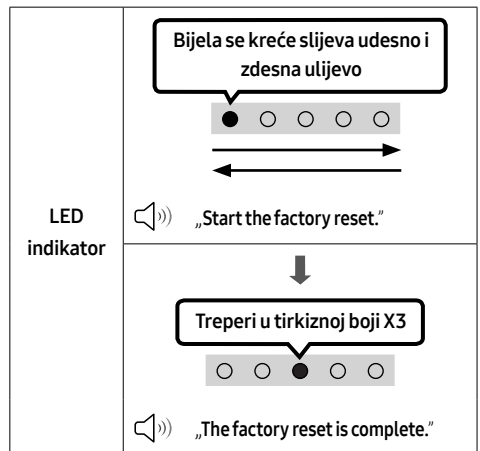 Bijela se kreće slijeva udesno i
zdesna ulijevo
„Start the factory reset.”
LED
indikator
Treperi u tirkiznoj boji X3
„The factory reset is complete.”